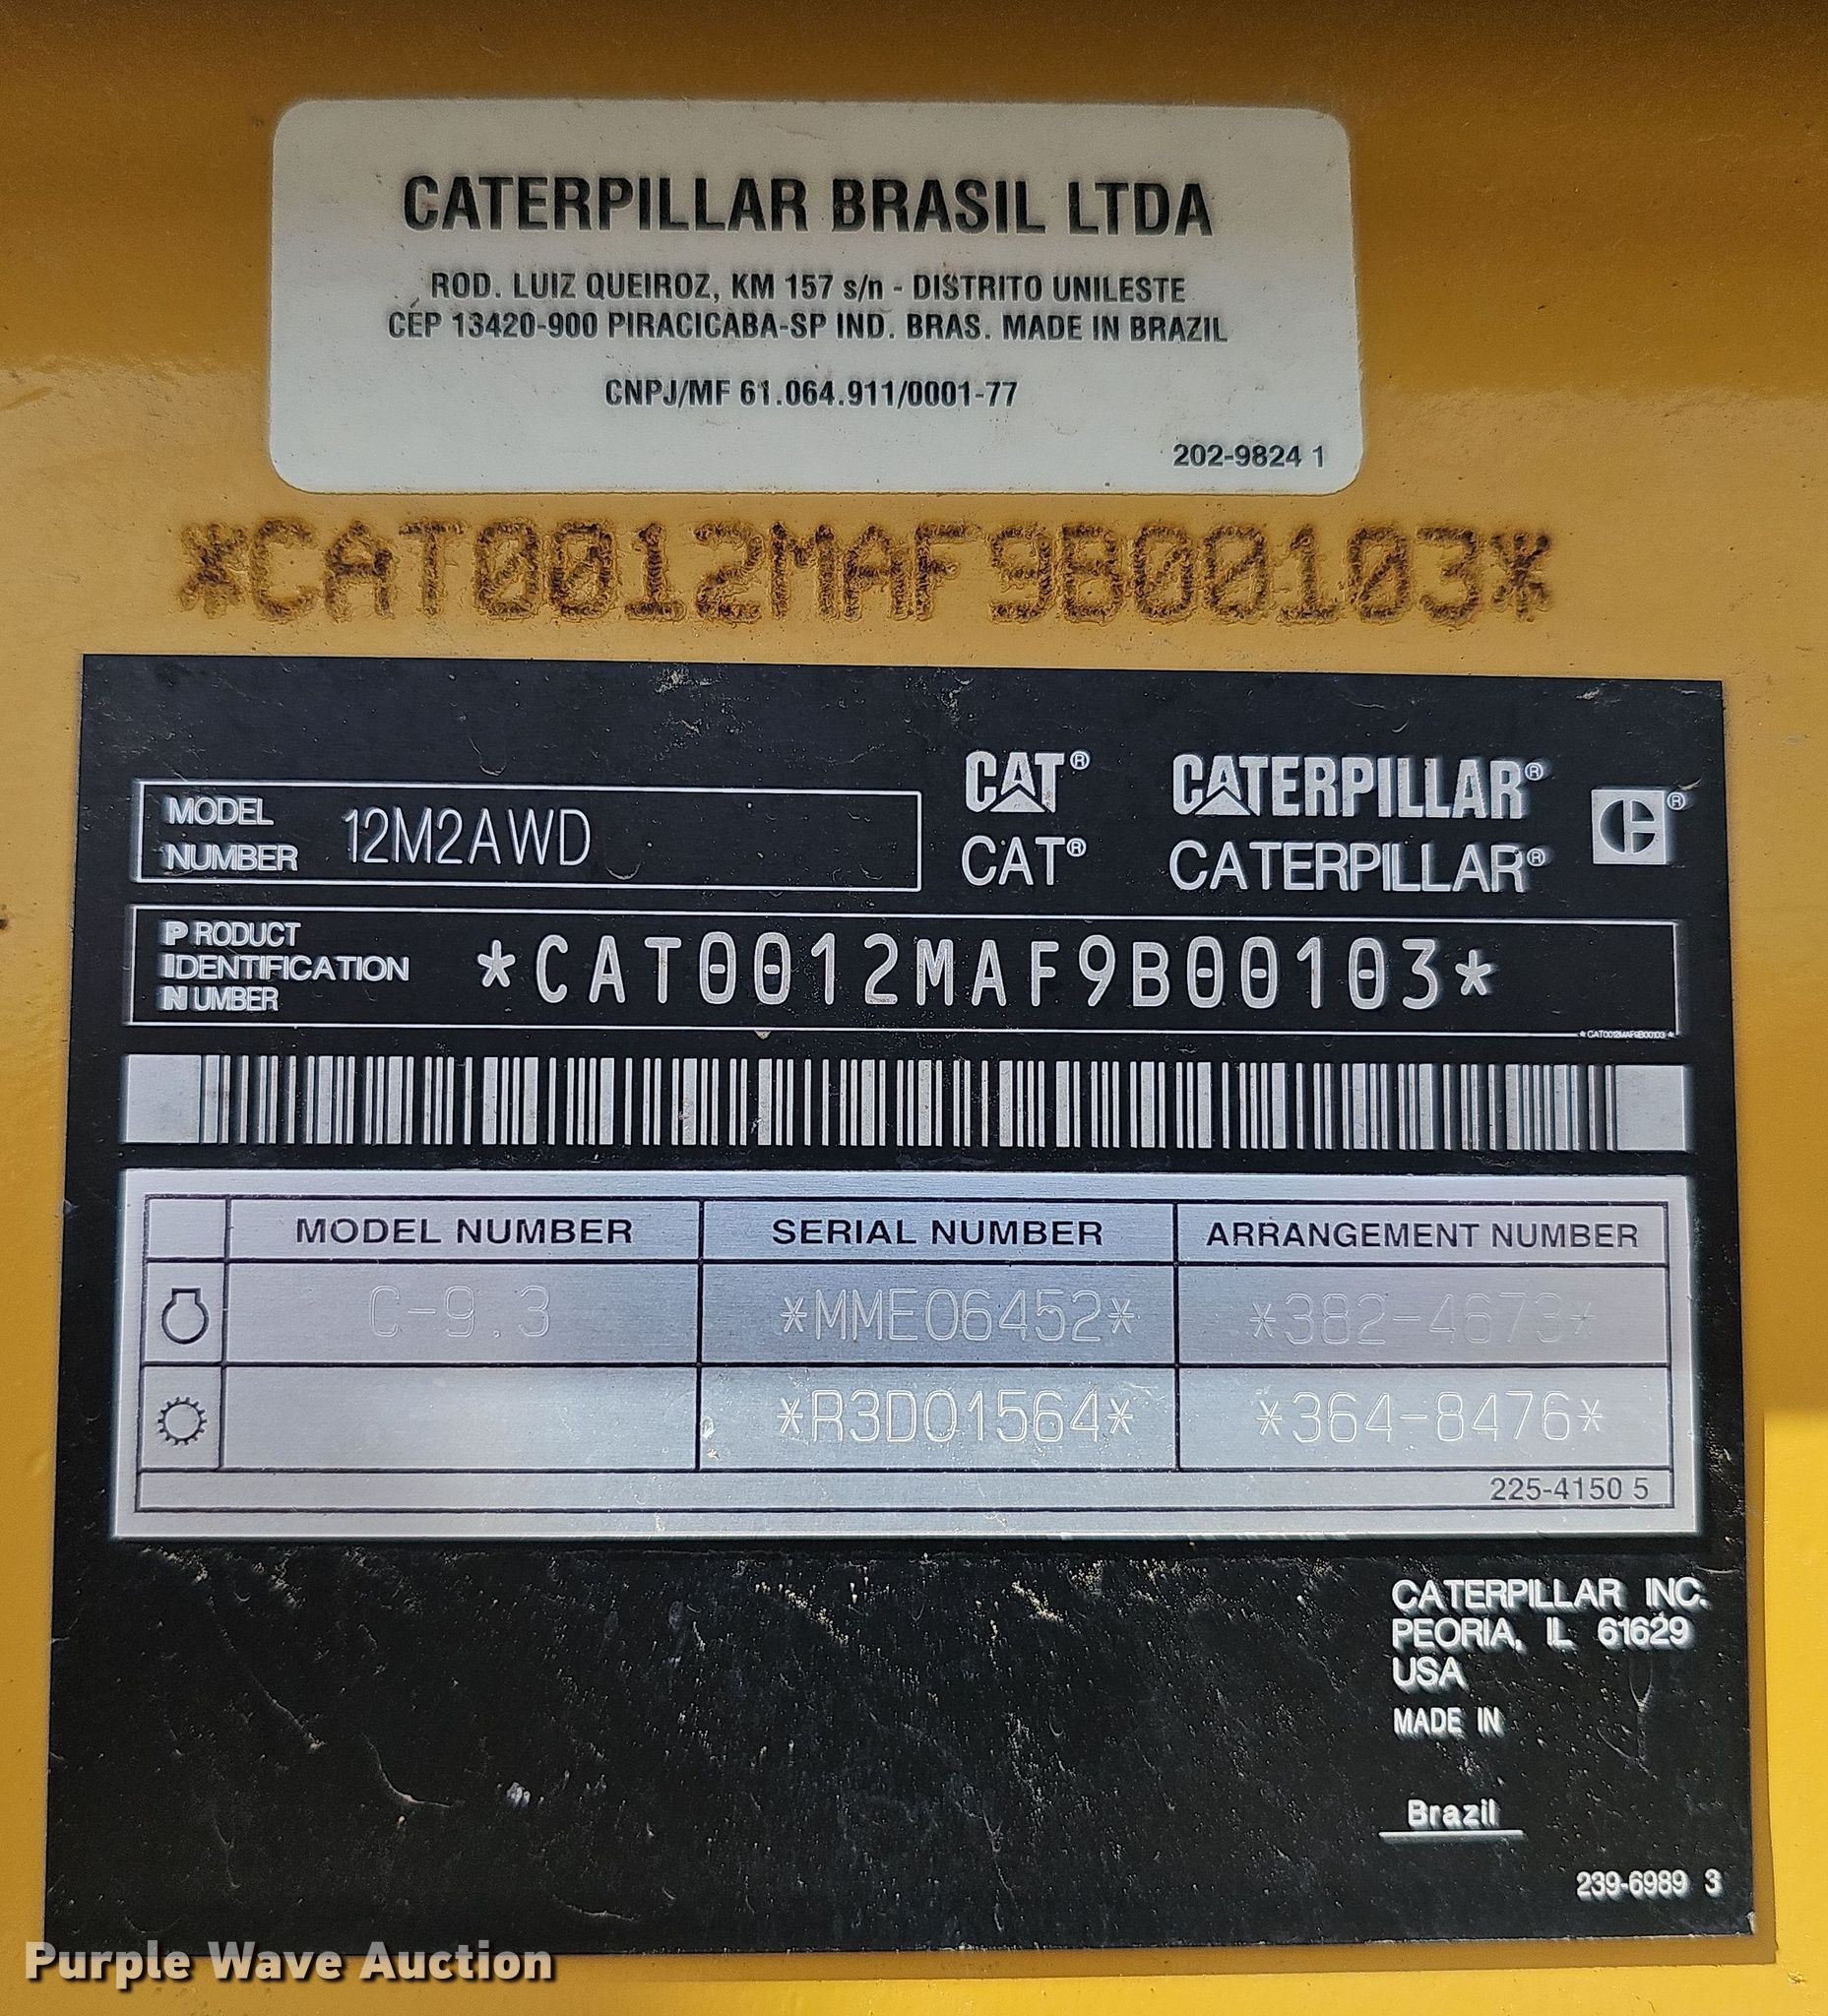 CATERPILLAR BRASIL LTDA
ROD. LUIZ QUEIROZ, KM 157 s/n - DISTRITO UNILESTE
CEP 13420-900 PIRACICABA-SP IND. BRAS. MADE IN BRAZIL
CNPJ/MF 61.064.911/0001-77
202-9824 1
*CAT0012MAF9B00103*
MODEL NUMBER 12M2AWD
CAT® CATERPILLAR®
CAT® CATERPILLAR®
PRODUCT IDENTIFICATION NUMBER *CAT0012MAF9B00103*
*CAT0012MAF9B00103*
MODEL NUMBER SERIAL NUMBER ARRANGEMENT NUMBER
C-9.3 *MME06452* *382-4673*
*R3D01564* *364-8476*
225-4150 5
CATERPILLAR INC.
PEORIA, IL 61629
USA
MADE IN
Brazil
239-6989 3
Purple Wave Auction